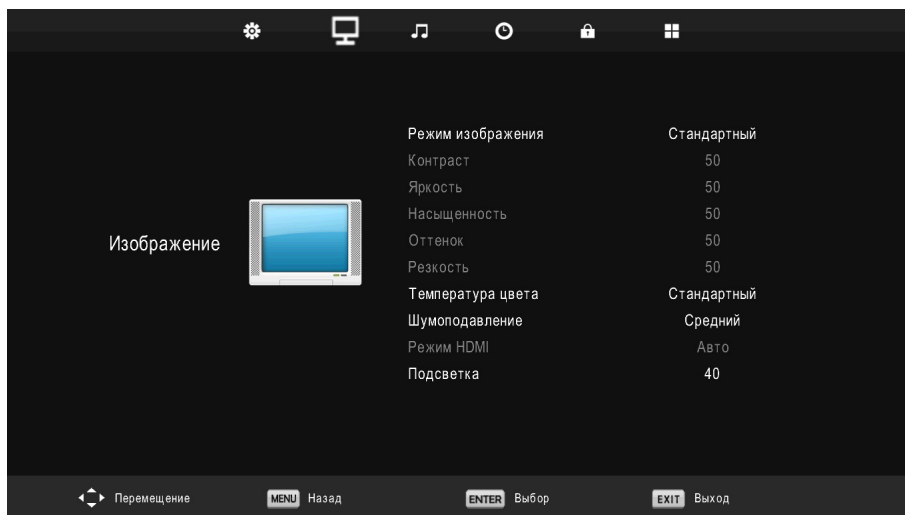 Режим изображения Стандартный
Контраст 50
Яркость 50
Насыщенность 50
Изображение
Оттенок 50
Резкость 50
Температура цвета Стандартный
Шумоподавление Средний
Режим HDMI Авто
Подсветка 40
Перемещение MENU Назад ENTER Выбор EXIT Выход